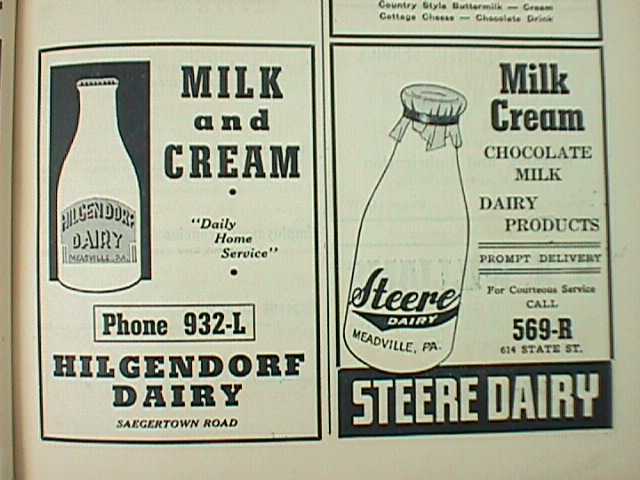 Country Style Buttermilk — Cream
Cottage Cheese — Chocolate Drink
MILK
and
CREAM
"Daily
Home
Service"
HILGENDORF
DAIRY
MEADVILLE PA.
Phone 932-L
HILGENDORF
DAIRY
SAEGERTOWN ROAD
Milk
Cream
CHOCOLATE
MILK
DAIRY
PRODUCTS
PROMPT DELIVERY
For Courteous Service
CALL
569-R
614 STATE ST.
Steere
DAIRY
MEADVILLE, PA.
STEERE DAIRY